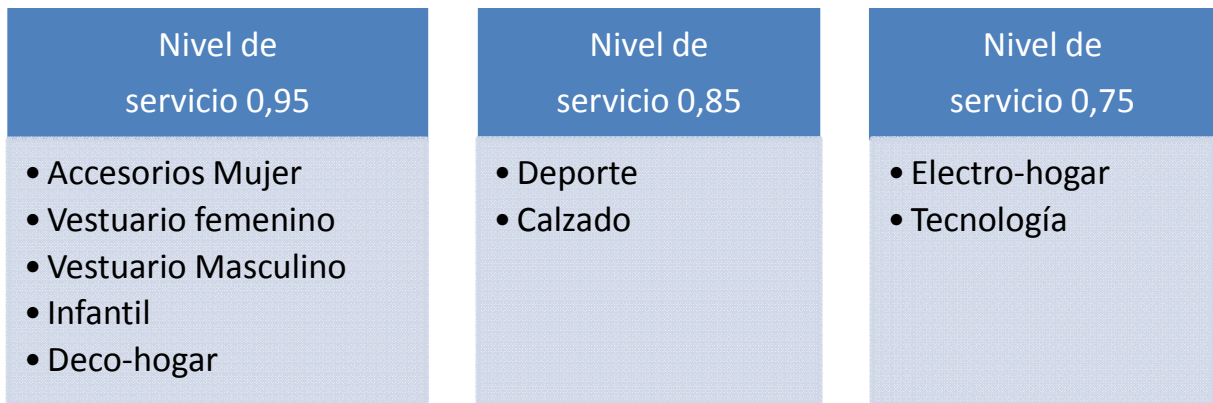 Nivel de
servicio 0,95
• Accesorios Mujer
• Vestuario femenino
• Vestuario Masculino
• Infantil
• Deco-hogar
Nivel de
servicio 0,85
• Deporte
• Calzado
Nivel de
servicio 0,75
• Electro-hogar
• Tecnología